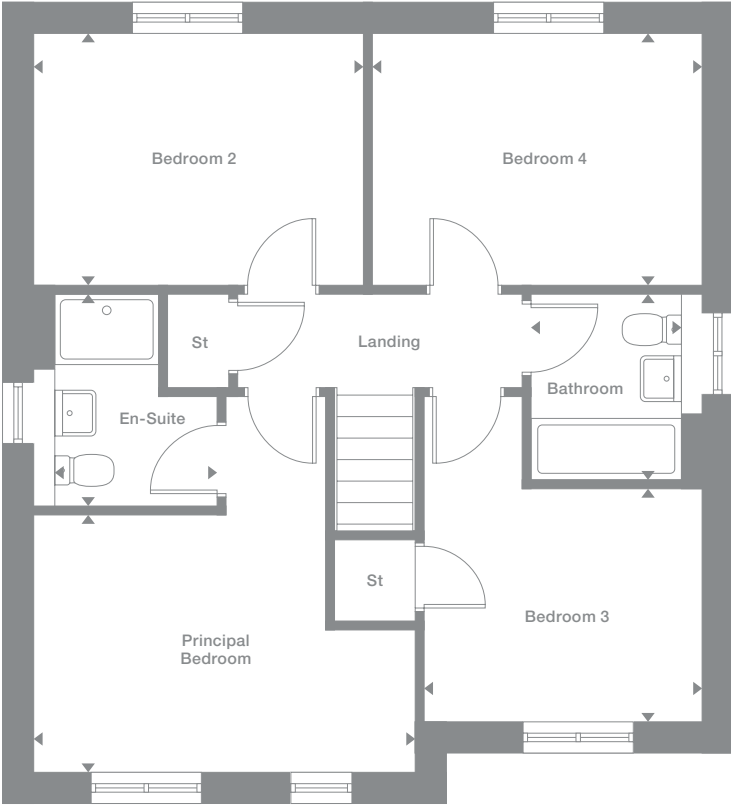 Bedroom 2
Bedroom 4
St
Landing
En-Suite
Bathroom
St
Bedroom 3
Principal
Bedroom